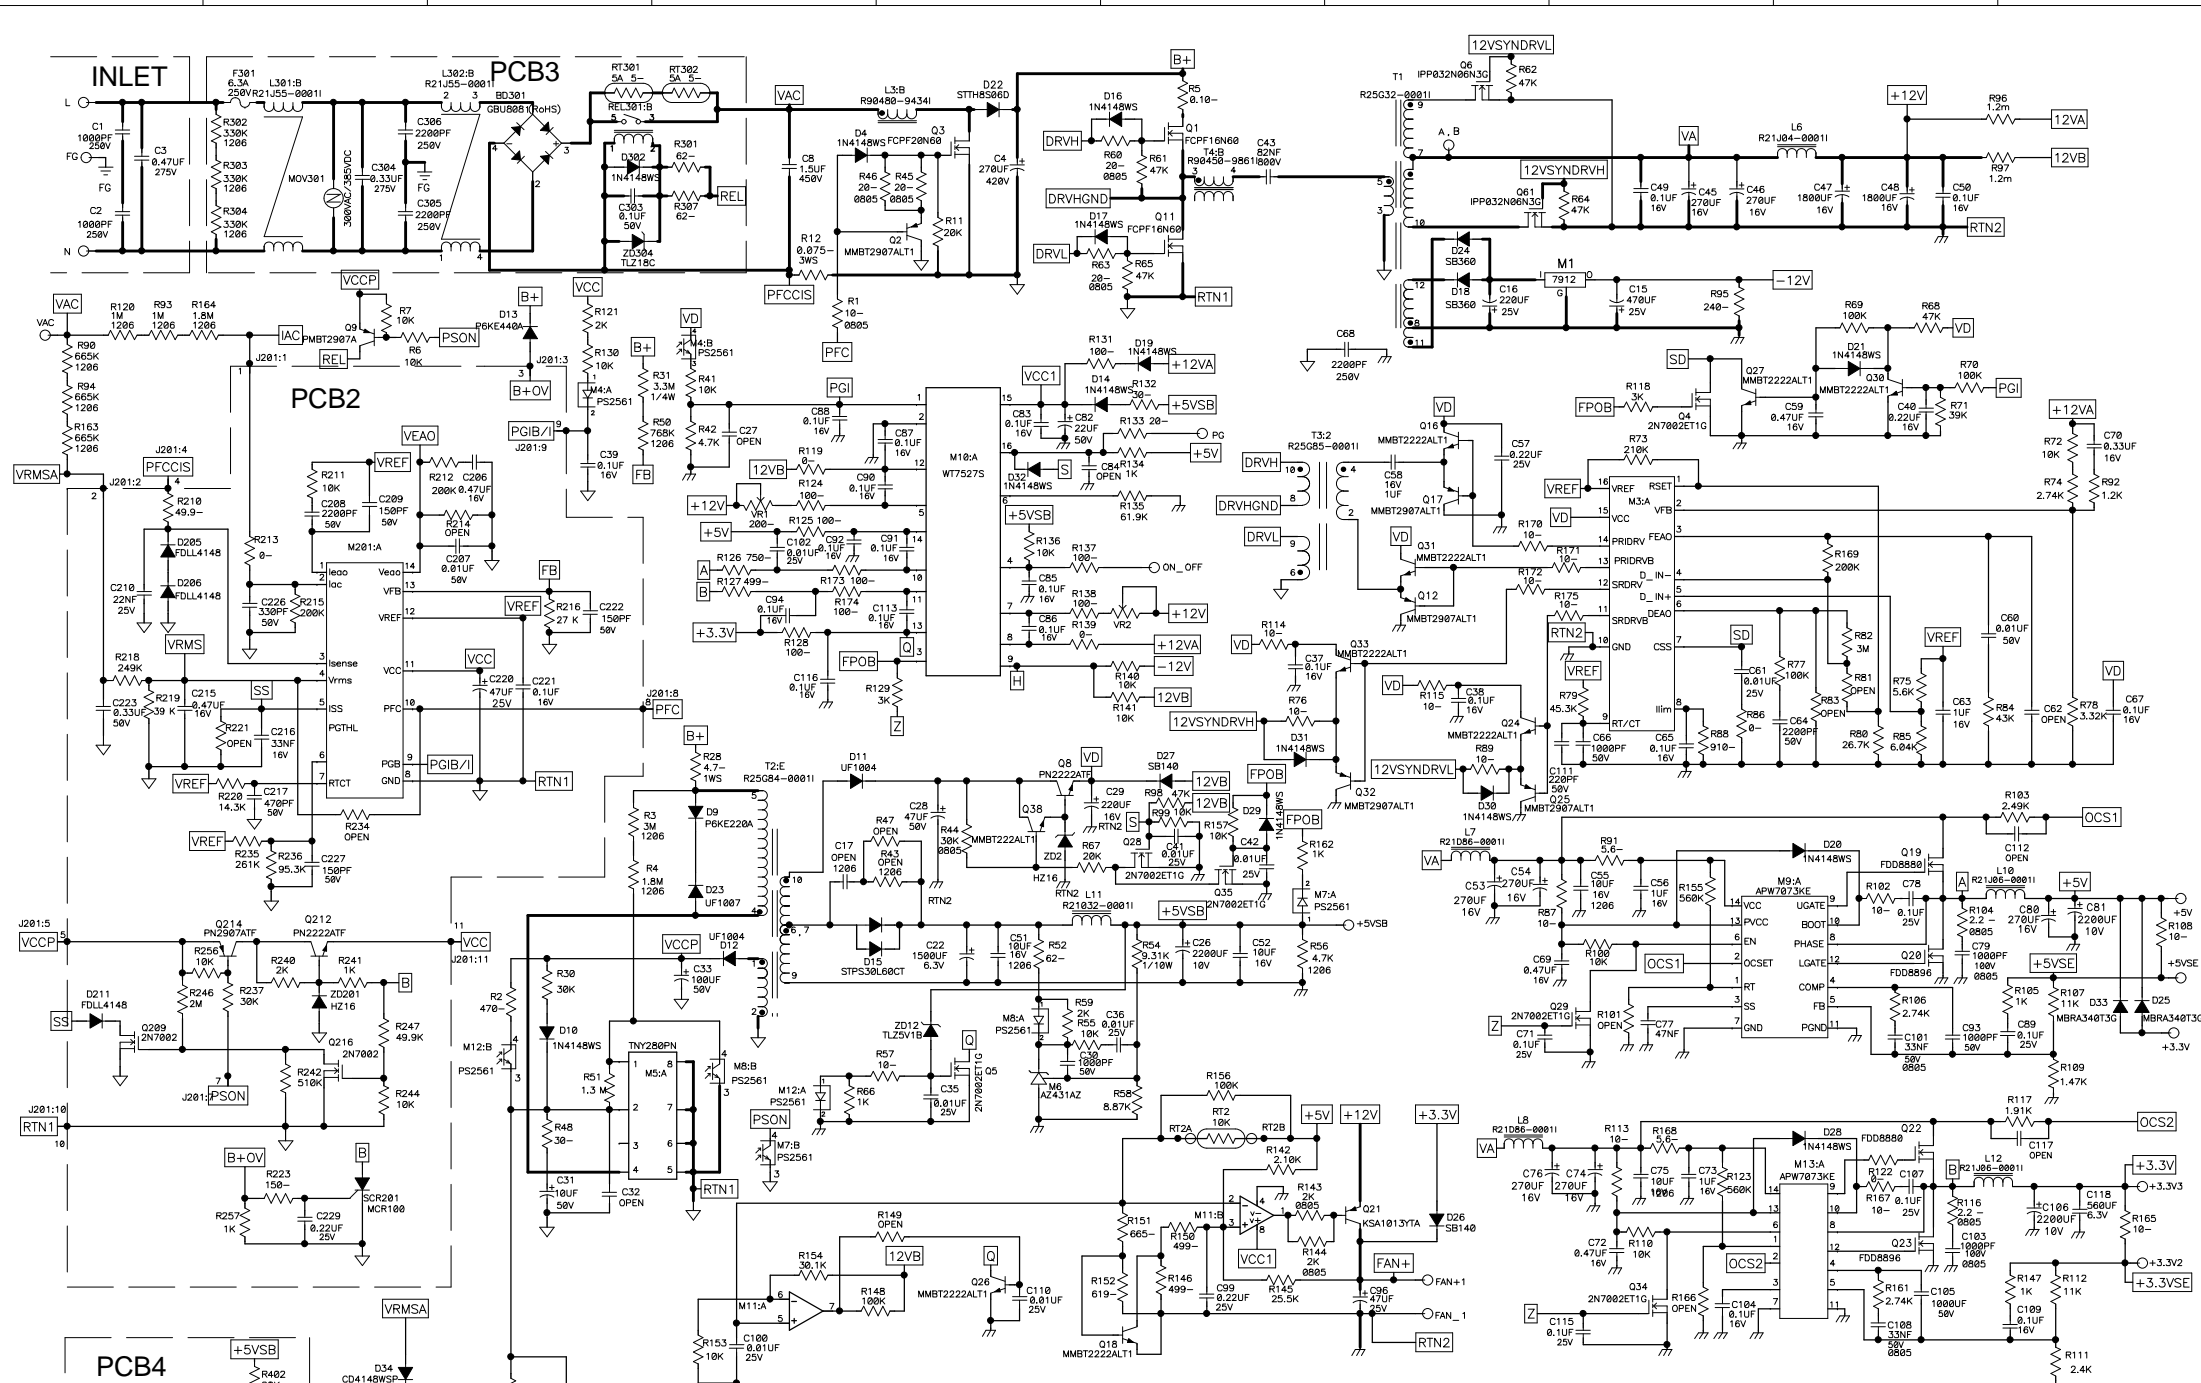 INLET
L
C1
1000PF
250V
FG
FG
C3
0.47UF
275V
C2
1000PF
250V
N
PCB3
F301
6.3A
250V
L301:B
R21J55-0001I
R302
330K
1206
R303
330K
1206
R304
330K
1206
MOV301
300VAC/385VDC
C304
0.33UF
275V
C306
2200PF
250V
FG
C305
2200PF
250V
L302:B
R21J55-0001I
BD301
GBU8081(RoHS)
RT301
5A 5-
RT302
5A 5-
REL301:B
D302
1N4148WS
C303
0.1UF
50V
ZD304
TLZ18C
R301
62-
R307
62-
REL
VAC
C8
1.5UF
450V
R12
0.075-
3WS
PFCCIS
L3:B
R90480-9434I
D22
STTH8S06D
D4
1N4148WS
FCPF20N60
Q3
R46
20-
0805
R45
20-
0805
Q2
MMBT2907ALT1
R11
20K
C4
270UF
420V
R1
10-
0805
PFC
B+
R5
0.10-
D16
1N4148WS
DRVH
R60
20-
0805
R61
47K
Q1
FCPF16N60
T4:B
R90450-9861I
C43
82NF
800V
DRVHGND
D17
1N4148WS
DRVL
R63
20-
0805
R65
47K
Q11
FCPF16N60
RTN1
T1
R25G32-0001I
12VSYNDRVL
Q6
IPP032N06N3G
R62
47K
A,B
12VSYNDRVH
Q61
IPP032N06N3G
R64
47K
VA
C49
0.1UF
16V
C45
270UF
16V
C46
270UF
16V
L6
R21J04-0001I
C47
1800UF
16V
C48
1800UF
16V
C50
0.1UF
16V
+12V
R96
1.2m
12VA
12VB
R97
1.2m
RTN2
D24
SB360
D18
SB360
M1
7912
C16
220UF
25V
C15
470UF
25V
R95
240-
-12V
C68
2200PF
250V
VAC
R120
1M
1206
R93
1M
1206
R164
1.8M
1206
IAC
R90
665K
1206
R94
665K
1206
R163
665K
1206
VRMSA
VCCP
Q9
PMBT2907A
R7
10K
R6
10K
PSON
REL
J201:1
D13
P6KE440A
B+
J201:3
B+OV
VCC
R121
2K
R130
10K
M4:A
PS2561
PGIB/I
J201:9
C39
0.1UF
16V
B+
R31
3.3M
1/4W
R50
768K
1206
FB
VD
M4:B
PS2561
R41
10K
R42
4.7K
C27
OPEN
PCB2
J201:4
PFCCIS
J201:2
R210
49.9-
D205
FDLL4148
D206
FDLL4148
C210
22NF
25V
R213
0-
C226
330PF
50V
R215
200K
R211
10K
C208
2200PF
50V
C209
150PF
50V
VREF
VEAO
R212
200K
C206
0.47UF
16V
R214
OPEN
C207
0.01UF
50V
M201:A
Ieao
Iac
Isense
Vrms
ISS
PGTHL
RTCT
Veao
VFB
VREF
VCC
PFC
PGB
GND
FB
VREF
R216
27 K
C222
150PF
50V
VCC
C220
47UF
25V
C221
0.1UF
16V
J201:8
PFC
PGIB/I
RTN1
VRMS
R218
249K
C223
0.33UF
50V
R219
39 K
C215
0.47UF
16V
SS
R221
OPEN
C216
33NF
16V
VREF
R220
14.3K
C217
470PF
50V
R234
OPEN
VREF
R235
261K
R236
95.3K
C227
150PF
50V
J201:5
VCCP
Q214
PN2907ATF
Q212
PN2222ATF
VCC
J201:11
R256
10K
R240
2K
R241
1K
B
R246
2M
R237
30K
ZD201
HZ16
D211
FDLL4148
SS
Q209
2N7002
Q216
2N7002
R247
49.9K
R242
510K
R244
10K
PSON
J201:10
RTN1
B+OV
R223
150-
B
SCR201
MCR100
R257
1K
C229
0.22UF
25V
VRMSA
D34
CD4148WSP
PCB4
+5VSB
R402
PGI
C88
0.1UF
16V
C87
0.1UF
16V
M10:A
WT7527S
12VB
R119
0-
R124
100-
C90
0.1UF
16V
+12V
VR1
200-
+5V
R125 100-
C102
0.01UF
25V
C92
0.1UF
16V
C91
0.1UF
16V
A
R126 750-
B
R127 499-
R173 100-
R174
100-
C94
0.1UF
16V
C113
0.1UF
16V
+3.3V
R128
100-
Q
C116
0.1UF
16V
FPOB
R129
3K
Z
VCC1
C83
0.1UF
16V
C82
22UF
50V
R131
100-
D19
1N4148WS
+12VA
D14
1N4148WS
R132
30-
+5VSB
R133 20-
PG
+5V
R134
1K
D32
1N4148WS
S
C84
OPEN
R135
61.9K
+5VSB
R136
10K
R137
100-
ON_OFF
C85
0.1UF
16V
R138
100-
VR2
+12V
C86
0.1UF
16V
R139
0-
+12VA
-12V
H
R140
10K
R141
10K
12VB
T3:2
R25G85-0001I
DRVH
DRVHGND
DRVL
C58
16V
1UF
VD
Q16
MMBT2222ALT1
Q17
MMBT2907ALT1
C57
0.22UF
25V
VD
Q31
MMBT2222ALT1
Q12
MMBT2907ALT1
R170
10-
R171
10-
R172
10-
R175
10-
RTN2
VREF
VREF
VD
R73
210K
M3:A
VREF
VCC
PRIDRV
PRIDRVB
SRDRV
SRDRVB
GND
RT/CT
RSET
VFB
FEAO
D_IN-
D_IN+
DEAO
CSS
Ilim
R79
45.3K
C66
1000PF
50V
C111
220PF
50V
C65
0.1UF
16V
R88
910-
SD
C61
0.01UF
25V
R86
0-
R77
100K
C64
2200PF
50V
R83
OPEN
R82
3M
R81
OPEN
R169
200K
R80
26.7K
R75
5.6K
R85
6.04K
VREF
C63
1UF
16V
C60
0.01UF
50V
R84
43K
C62
OPEN
R78
3.32K
VD
C67
0.1UF
16V
+12VA
R72
10K
C70
0.33UF
16V
R74
2.74K
R92
1.2K
SD
FPOB
R118
3K
Q4
2N7002ET1G
Q27
MMBT2222ALT1
R69
100K
R68
47K
VD
D21
1N4148WS
Q30
MMBT2222ALT1
R70
100K
PGI
C59
0.47UF
16V
C40
0.22UF
16V
R71
39K
VD
R114
10-
C37
0.1UF
16V
Q33
MMBT2222ALT1
12VSYNDRVH
R76
10-
D31
1N4148WS
Q32
MMBT2907ALT1
VD
R115
10-
C38
0.1UF
16V
Q24
MMBT2222ALT1
12VSYNDRVL
R89
10-
D30
1N4148WS
Q25
MMBT2907ALT1
B+
R28
4.7-
1WS
T2:E
R25G84-0001I
R3
3M
1206
R4
1.8M
1206
D9
P6KE220A
D23
UF1007
D11
UF1004
C28
47UF
50V
R44
30K
0805
Q38
MMBT222ALT1
Q8
PN2222ATF
ZD2
HZ16
VD
C29
220UF
16V
RTN2
D27
SB140
12VB
R98
47K
12VB
R99
10K
S
R67
20K
Q28
2N7002ET1G
C41
0.01UF
25V
R157
10K
FPOB
D29
1N4148WS
C42
0.01UF
25V
Q35
2N7002ET1G
FPOB
R162
1K
M7:A
PS2561
R47
OPEN
R43
OPEN
1206
C17
OPEN
1206
RTN2
RTN2
L11
R21032-0001I
+5VSB
+5VSB
D15
STPS30L60CT
C22
1500UF
6.3V
C51
10UF
16V
1206
R52
62-
R54
9.31K
1/10W
C26
2200UF
10V
C52
10UF
16V
R56
4.7K
1206
VCCP
UF1004
D12
C33
100UF
50V
R2
470-
R30
30K
D10
1N4148WS
M12:B
PS2561
R51
1.3 M
TNY280PN
M5:A
M8:B
PS2561
R48
30-
C31
10UF
50V
C32
OPEN
RTN1
PSON
M7:B
PS2561
ZD12
TLZ5V1B
M12:A
PS2561
R57
10-
R66
1K
C35
0.01UF
25V
Q
Q5
2N7002ET1G
M8:A
PS2561
R59
2K
R55
10K
C36
0.01UF
25V
C30
1000PF
50V
M6
AZ431AZ
R58
8.87K
R156
100K
RT2
10K
RT2A
RT2B
+5V
R142
2.10K
+12V
+3.3V
R151
665-
R152
619-
R150
499-
R146
499-
M11:B
VCC1
R143
2K
0805
R144
2K
0805
Q21
KSA1013YTA
D26
SB140
C99
0.22UF
25V
R145
25.5K
FAN+
FAN+1
C96
47UF
25V
FAN_1
RTN2
Q18
MMBT2222ALT1
R149
OPEN
R154
30.1K
12VB
R148
100K
M11:A
R153
10K
C100
0.01UF
25V
Q
Q26
MMBT2222ALT1
C110
0.01UF
25V
L7
R21D86-0001I
VA
C53
270UF
16V
C54
270UF
16V
C55
10UF
16V
1206
R91
5.6-
C56
1UF
16V
R87
10-
R155
560K
D20
1N4148WS
M9:A
APW7073KE
VCC
PVCC
EN
OCSET
RT
SS
GND
UGATE
BOOT
PHASE
LGATE
COMP
FB
PGND
C69
0.47UF
16V
R100
10K
OCS1
Z
Q29
2N7002ET1G
C71
0.1UF
25V
R101
OPEN
C77
47NF
R102
10-
C78
0.1UF
25V
Q19
FDD8880
Q20
FDD8896
R103
2.49K
C112
OPEN
OCS1
A
L10
R21J06-0001I
R104
2.2 -
0805
C79
1000PF
100V
0805
C80
270UF
16V
+5V
C81
2200UF
10V
R108
10-
+5V
+5VSE
+5VSE
R106
2.74K
C101
33NF
50V
0805
C93
1000PF
50V
R105
1K
C89
0.1UF
25V
R107
11K
D33
MBRA340T3G
D25
MBRA340T3G
+3.3V
R109
1.47K
L8
R21D86-0001I
VA
C76
270UF
16V
C74
270UF
16V
R113
10-
R168
5.6-
C75
10UF
16V
1206
C73
1UF
16V
R123
560K
D28
1N4148WS
M13:A
APW7073KE
C72
0.47UF
16V
R110
10K
OCS2
Z
Q34
2N7002ET1G
C115
0.1UF
25V
R166
OPEN
C104
0.1UF
16V
FDD8880
Q22
R122
0-
R167
10-
C107
0.1UF
25V
Q23
FDD8896
R117
1.91K
C117
OPEN
OCS2
B
L12
R21J06-0001I
R116
2.2 -
0805
C103
1000PF
100V
0805
C106
2200UF
10V
C118
560UF
6.3V
R165
10-
+3.3V
+3.3V3
+3.3V2
+3.3VSE
R161
2.74K
C105
1000UF
50V
C108
33NF
50V
0805
R147
1K
C109
0.1UF
16V
R112
11K
R111
2.4K